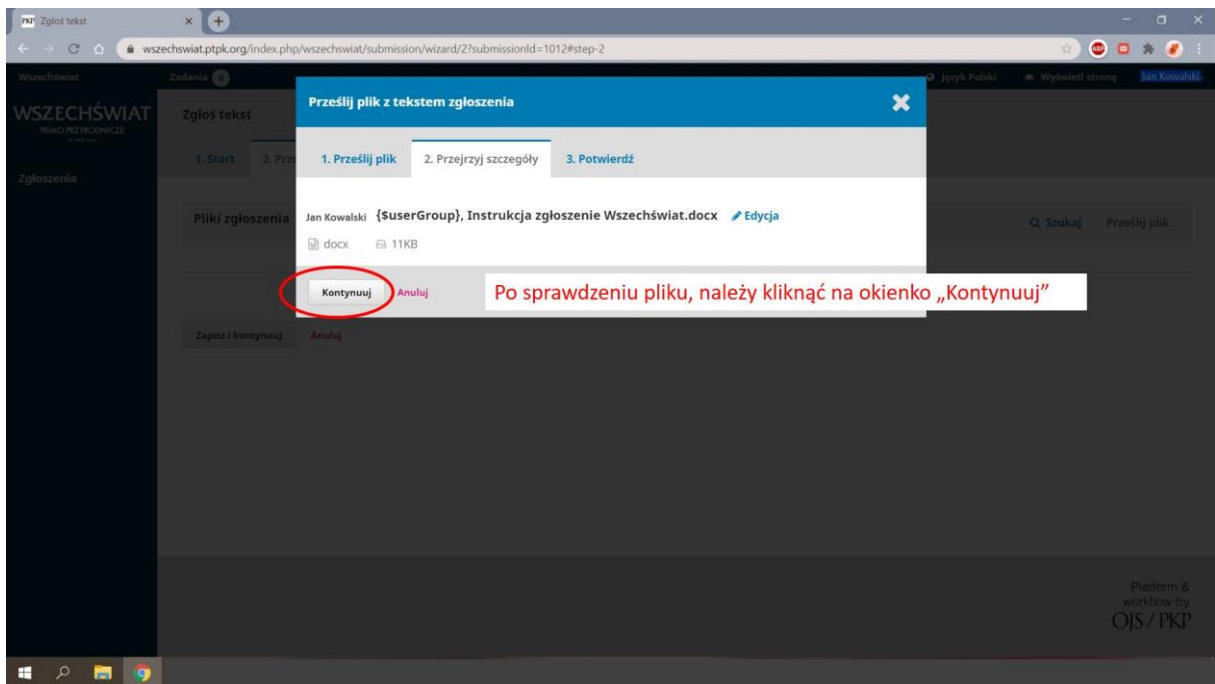 Zgłoś tekst
wszechswiat.ptpk.org/index.php/wszechswiat/submission/wizard/2?submissionId=1012#step-2
ABP
Wszechświat
Zadania 0
Język Polski
Wyświetl stronę
Jan Kowalski
WSZECHŚWIAT
PISMO PRZYRODNICZE
Zgłoś tekst
Prześlij plik z tekstem zgłoszenia
1. Start
2. Prze
1. Prześlij plik
2. Przejrzyj szczegóły
3. Potwierdź
Zgłoszenia
Pliki zgłoszenia
Jan Kowalski {$userGroup}, Instrukcja zgłoszenie Wszechświat.docx Edycja
Szukaj
Prześlij plik
docx 11KB
Kontynuuj Anuluj
Po sprawdzeniu pliku, należy kliknąć na okienko „Kontynuuj”
Zapisz i kontynuuj Anuluj
Platform &
workflow by
OJS / PKP